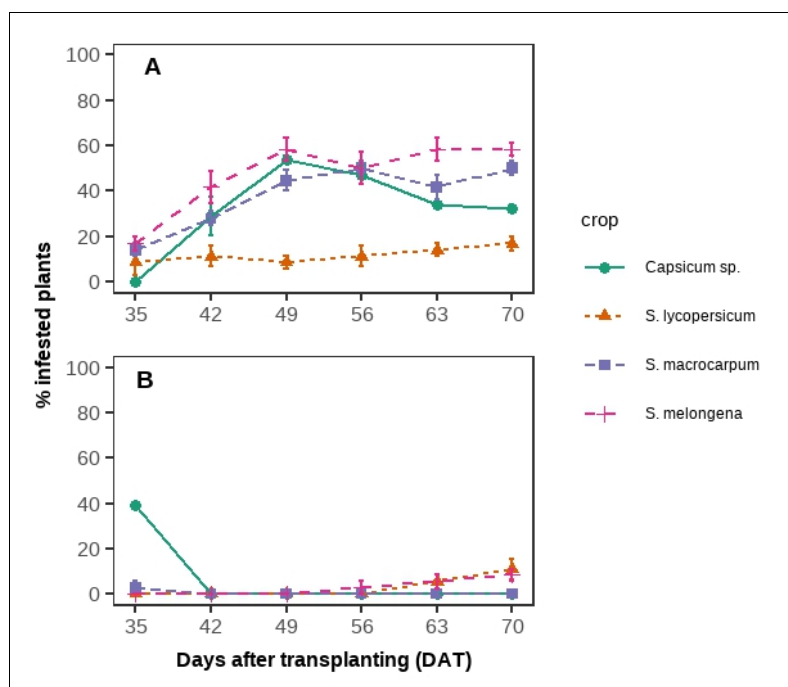 A
100
80
60
40
20
0
35 42 49 56 63 70
B
100
80
60
40
20
0
35 42 49 56 63 70
% infested plants
Days after transplanting (DAT)
crop
Capsicum sp.
S. lycopersicum
S. macrocarpum
S. melongena